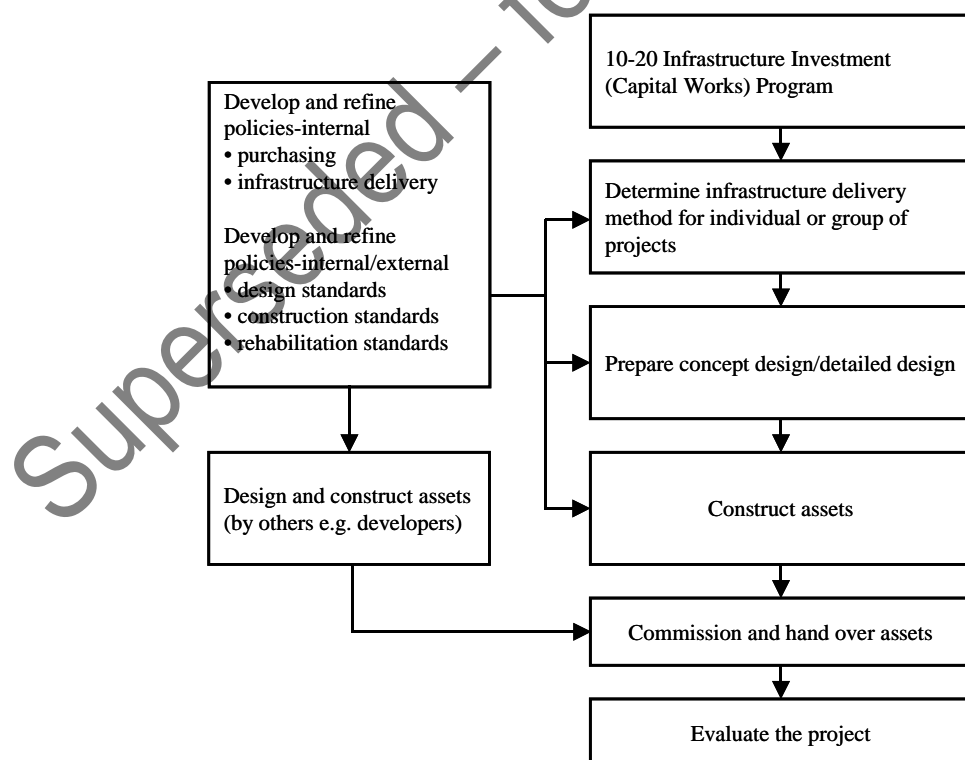 10-20 Infrastructure Investment
(Capital Works) Program
Develop and refine
policies-internal
• purchasing
• infrastructure delivery
Develop and refine
policies-internal/external
• design standards
• construction standards
• rehabilitation standards
Determine infrastructure delivery
method for individual or group of
projects
Prepare concept design/detailed design
Design and construct assets
(by others e.g. developers)
Construct assets
Commission and hand over assets
Evaluate the project
Superseded –